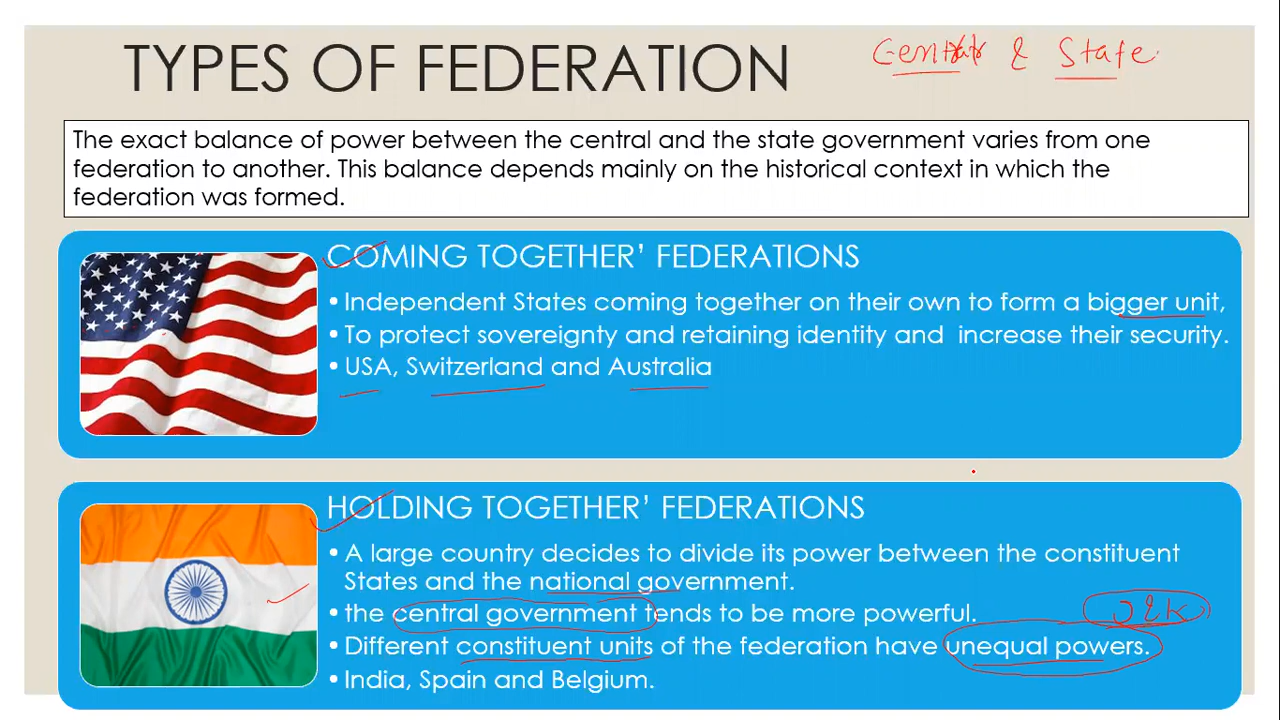 TYPES OF FEDERATION
Central & State
The exact balance of power between the central and the state government varies from one
federation to another. This balance depends mainly on the historical context in which the
federation was formed.
COMING TOGETHER’ FEDERATIONS
• Independent States coming together on their own to form a bigger unit,
• To protect sovereignty and retaining identity and increase their security.
• USA, Switzerland and Australia
HOLDING TOGETHER’ FEDERATIONS
• A large country decides to divide its power between the constituent
States and the national government.
• the central government tends to be more powerful.
J & K
• Different constituent units of the federation have unequal powers.
• India, Spain and Belgium.